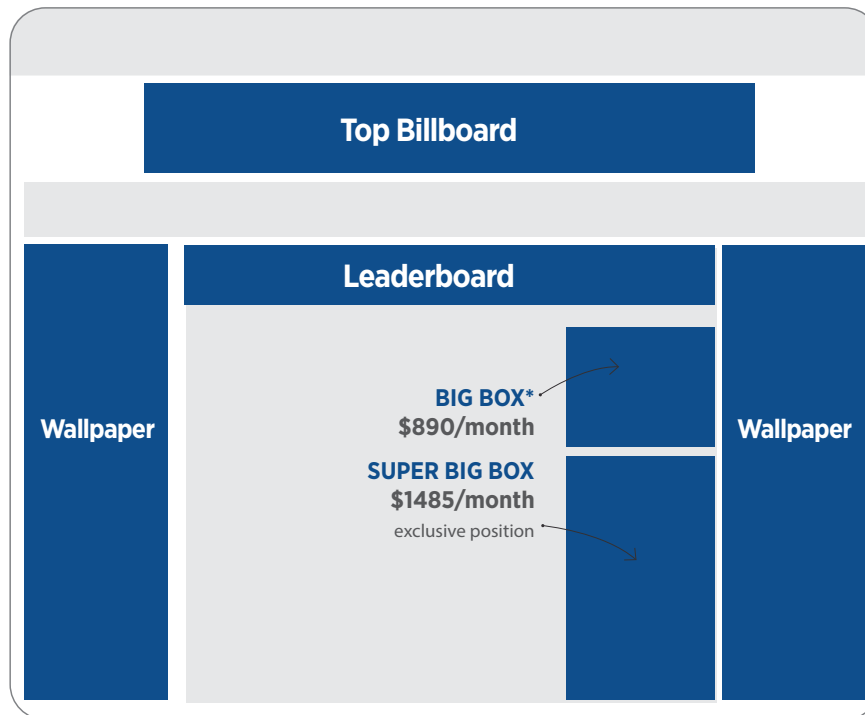 Top Billboard
Leaderboard
Wallpaper
BIG BOX*
$890/month
SUPER BIG BOX
$1485/month
exclusive position
Wallpaper